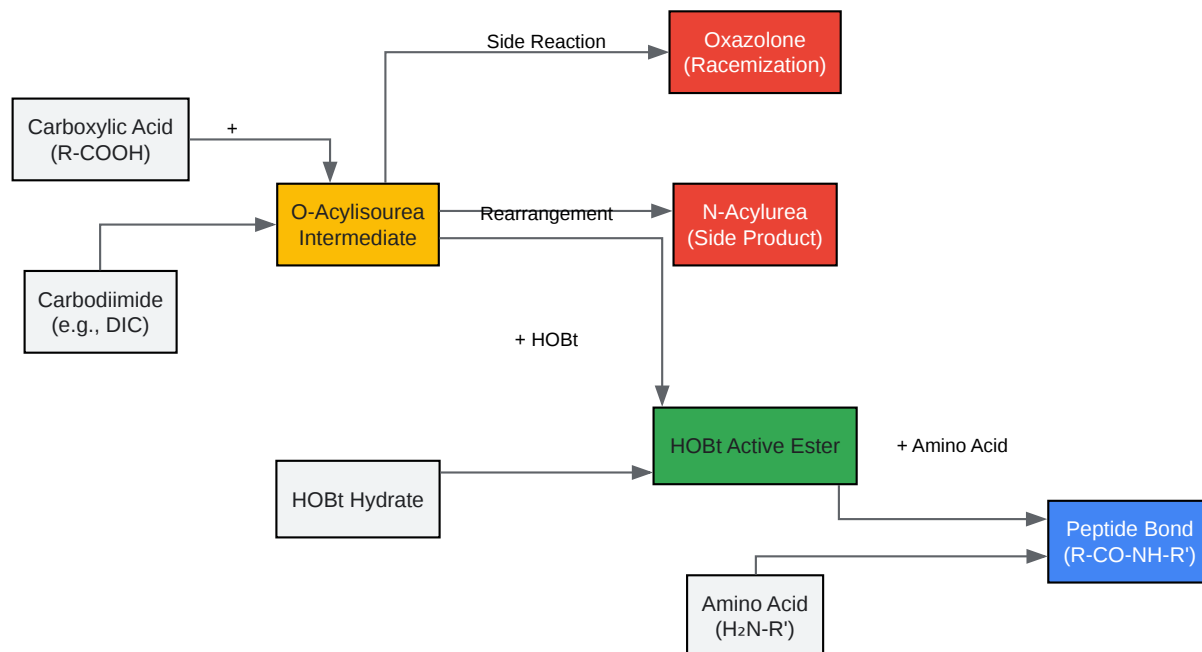 Side Reaction
Oxazolone
(Racemization)
Carboxylic Acid
(R-COOH)
+
O-Acylisourea
Intermediate
Rearrangement
N-Acylurea
(Side Product)
Carbodiimide
(e.g., DIC)
+ HOBt
HOBt Active Ester
+ Amino Acid
HOBt Hydrate
Peptide Bond
(R-CO-NH-R')
Amino Acid
(H₂N-R')